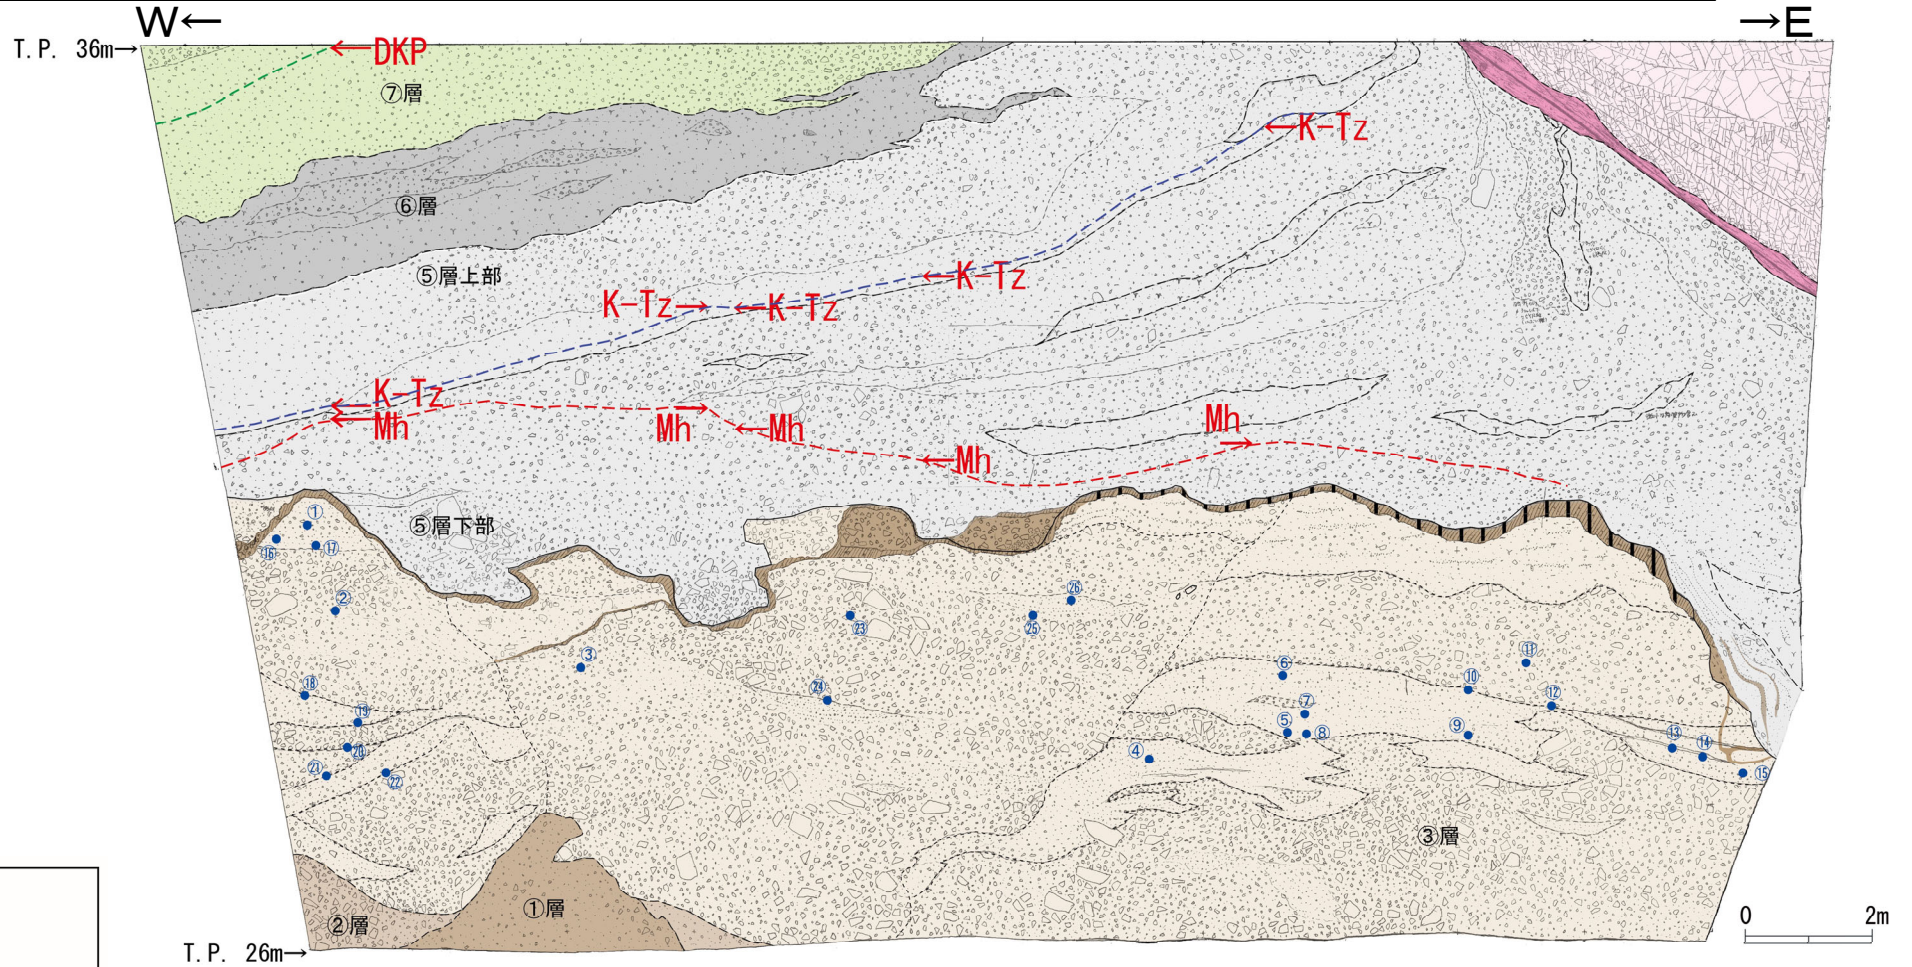 W←
→E
T.P. 36m→
←DKP
⑦層
←K-Tz
⑥層
⑤層上部
←K-Tz
K-Tz→
←K-Tz
←K-Tz
←Mh
Mh→
←Mh
Mh→
←Mh
①
⑤層下部
⑯
⑰
②
㉖
㉓
㉕
③
⑪
⑥
⑱
㉔
⑩
⑫
⑦
⑲
⑤
⑧
⑨
⑬
⑳
④
⑭
㉑
㉒
⑮
③層
①層
②層
0 2m
T.P. 26m→